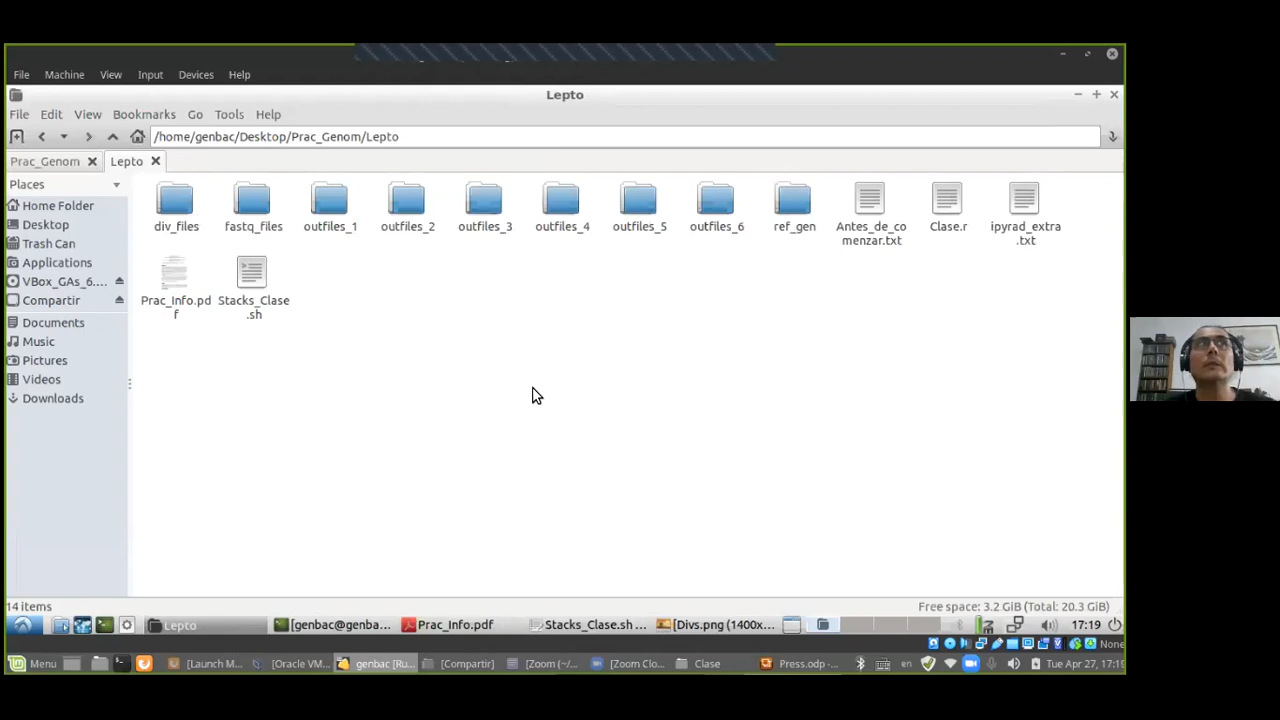 File Machine View Input Devices Help
Lepto
File Edit View Bookmarks Go Tools Help
/home/genbac/Desktop/Prac_Genom/Lepto
Prac_Genom Lepto
Places
Home Folder
Desktop
Trash Can
Applications
VBox_GAs_6....
Compartir
Documents
Music
Pictures
Videos
Downloads
div_files fastq_files outfiles_1 outfiles_2 outfiles_3 outfiles_4 outfiles_5 outfiles_6 ref_gen Antes_de_co Clase.r ipyrad_extra
menzar.txt .txt
Prac_Info.pd Stacks_Clase
f .sh
14 items Free space: 3.2 GiB (Total: 20.3 GiB)
Lepto [genbac@genba... Prac_Info.pdf Stacks_Clase.sh ... [Divs.png (1400x... 17:19
None
Menu [Launch M... [Oracle VM... genbac [Ru... [Compartir] [Zoom (~/... [Zoom Clo... Clase Press.odp -... en Tue Apr 27, 17:19